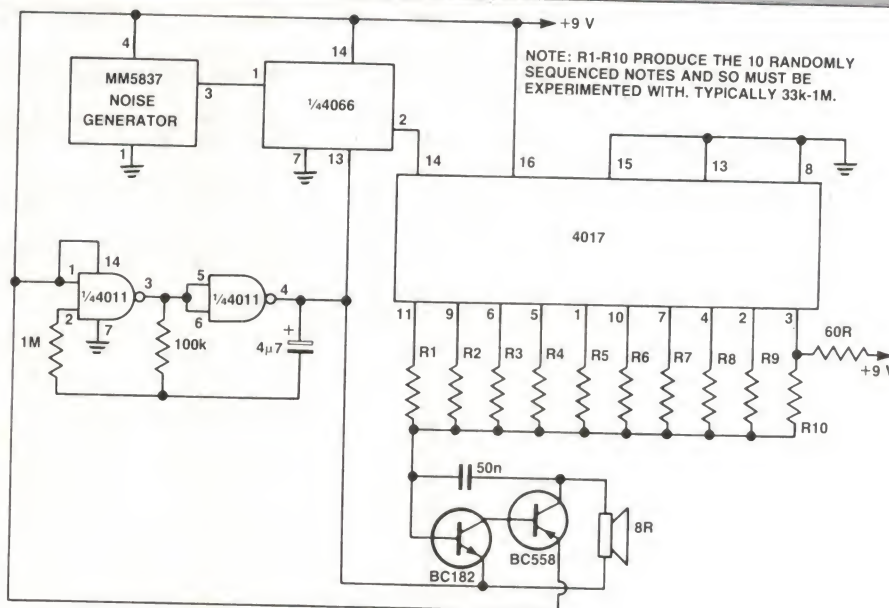 +9 V
NOTE: R1-R10 PRODUCE THE 10 RANDOMLY
SEQUENCED NOTES AND SO MUST BE
EXPERIMENTED WITH. TYPICALLY 33k-1M.
4
MM5837
NOISE
GENERATOR
3
1
1
14
¼4066
2
7
13
14
16
15
13
8
4017
1
14
¼4011
3
2
7
5
6
¼4011
4
1M
100k
+
4µ7
11
9
6
5
1
10
7
4
2
3
R1
R2
R3
R4
R5
R6
R7
R8
R9
R10
60R
+9 V
50n
BC182
BC558
8R